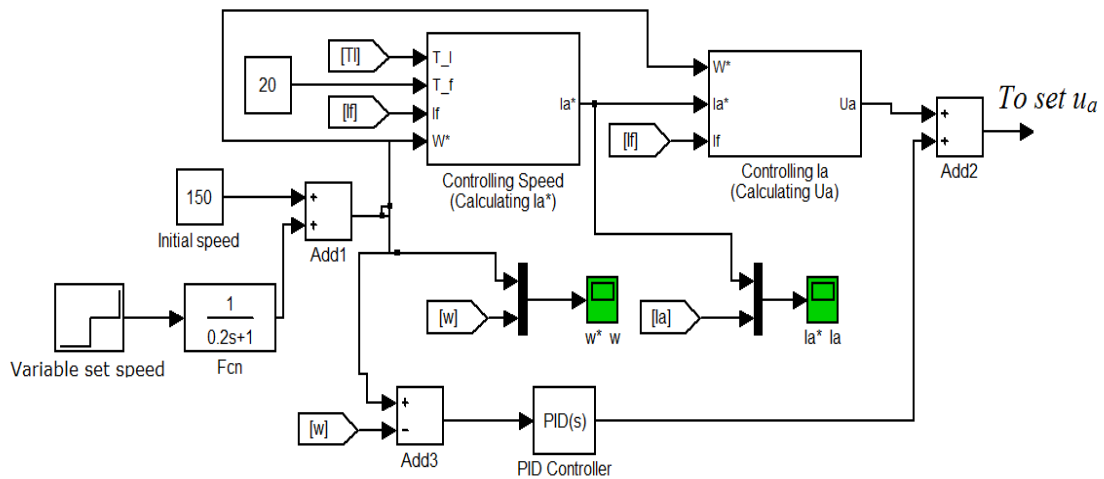 [Tl]
20
[If]
T_l
T_f
If
W*
Ia*
Controlling Speed
(Calculating Ia*)
W*
Ia*
If
Ua
[If]
Controlling Ia
(Calculating Ua)
To set ua
+
+
Add2
150
Initial speed
+
+
Add1
Variable set speed
1
0.2s+1
Fcn
[w]
w* w
[Ia]
Ia* Ia
[w]
+
−
Add3
PID(s)
PID Controller